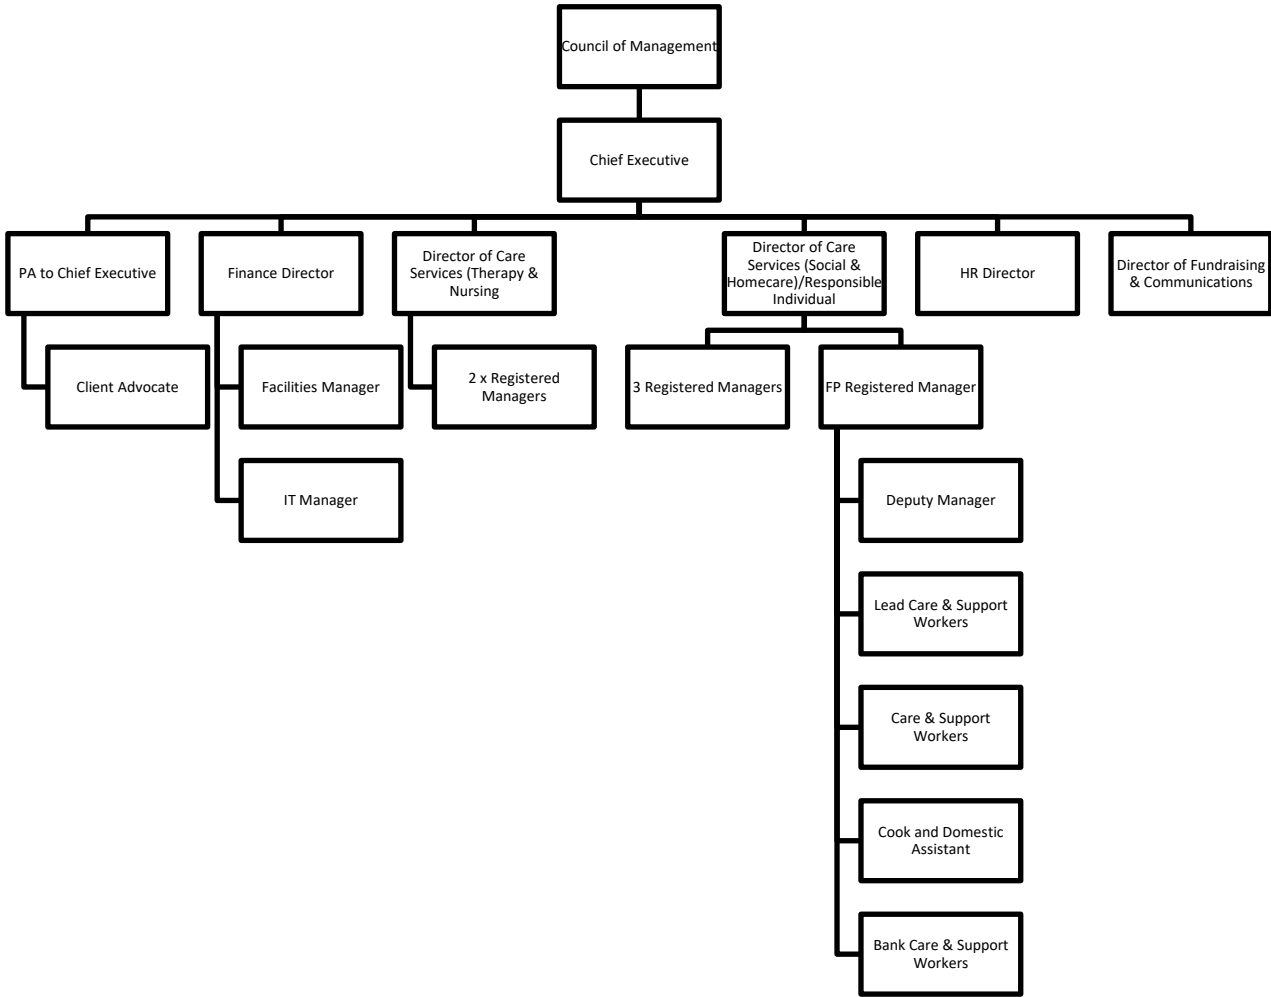 Council of Management
Chief Executive
PA to Chief Executive
Finance Director
Director of Care
Services (Therapy &
Nursing
Director of Care
Services (Social &
Homecare)/Responsible
Individual
HR Director
Director of Fundraising
& Communications
Client Advocate
Facilities Manager
2 x Registered
Managers
3 Registered Managers
FP Registered Manager
IT Manager
Deputy Manager
Lead Care & Support
Workers
Care & Support
Workers
Cook and Domestic
Assistant
Bank Care & Support
Workers